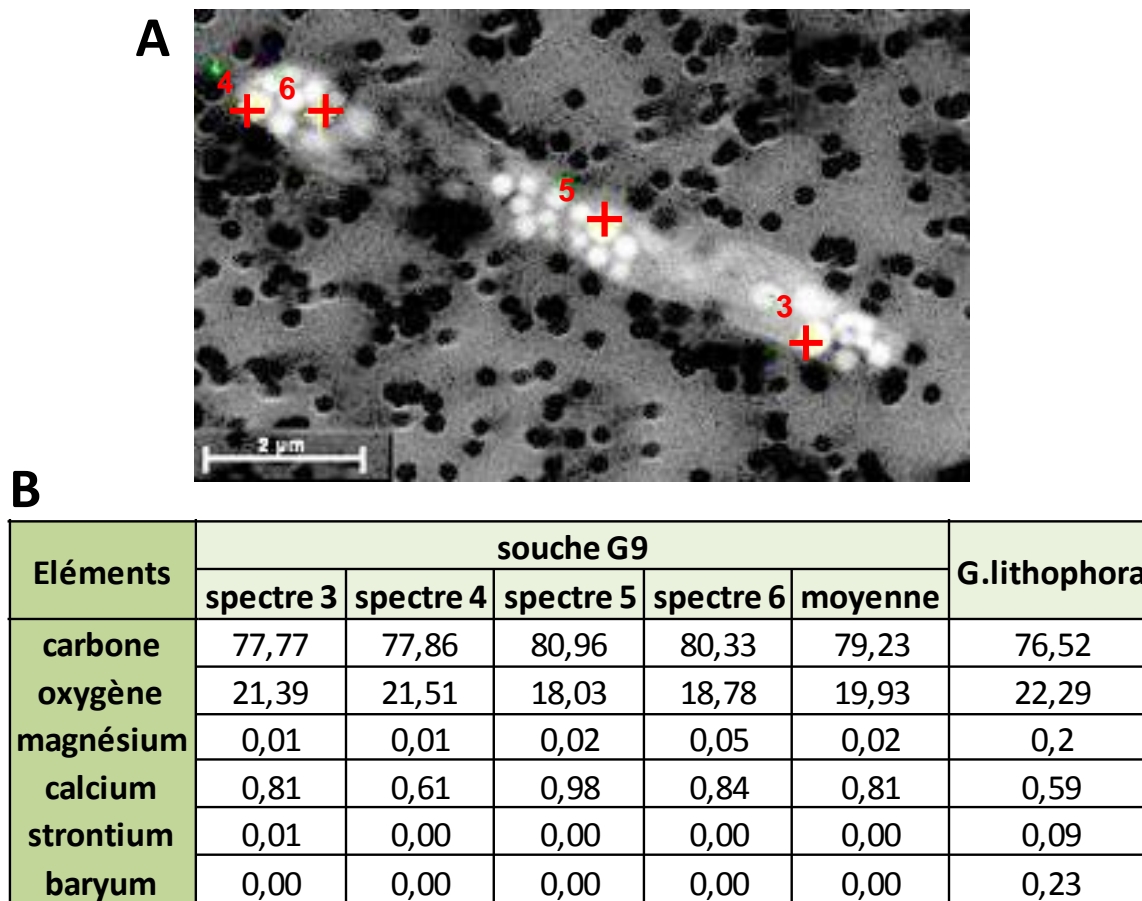 A
4
6
5
3
2 µm
B
Eléments souche G9 G.lithophora
spectre 3 spectre 4 spectre 5 spectre 6 moyenne
carbone 77,77 77,86 80,96 80,33 79,23 76,52
oxygène 21,39 21,51 18,03 18,78 19,93 22,29
magnésium 0,01 0,01 0,02 0,05 0,02 0,2
calcium 0,81 0,61 0,98 0,84 0,81 0,59
strontium 0,01 0,00 0,00 0,00 0,00 0,09
baryum 0,00 0,00 0,00 0,00 0,00 0,23